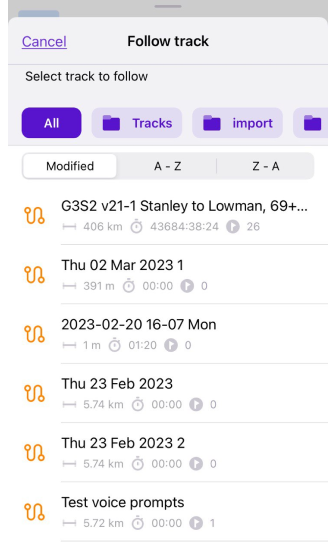 Cancel
Follow track
Select track to follow
All
Tracks
import
Modified
A - Z
Z - A
G3S2 v21-1 Stanley to Lowman, 69+...
406 km 43684:38:24 26
Thu 02 Mar 2023 1
391 m 00:00 0
2023-02-20 16-07 Mon
1 m 01:20 0
Thu 23 Feb 2023
5.74 km 00:00 0
Thu 23 Feb 2023 2
5.74 km 00:00 0
Test voice prompts
5.72 km 00:00 1